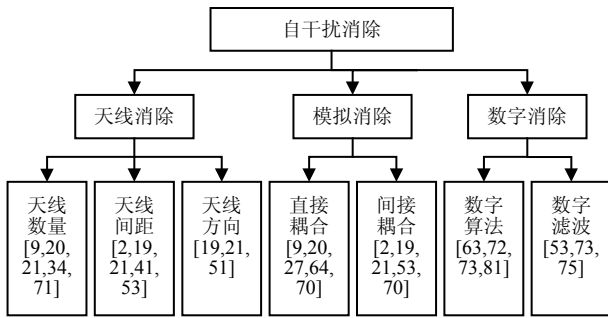 自干扰消除
天线消除
模拟消除
数字消除
天线
数量
[9,20,
21,34,
71]
天线
间距
[2,19,
21,41,
53]
天线
方向
[19,21,
51]
直接
耦合
[9,20,
27,64,
70]
间接
耦合
[2,19,
21,53,
70]
数字
算法
[63,72,
73,81]
数字
滤波
[53,73,
75]